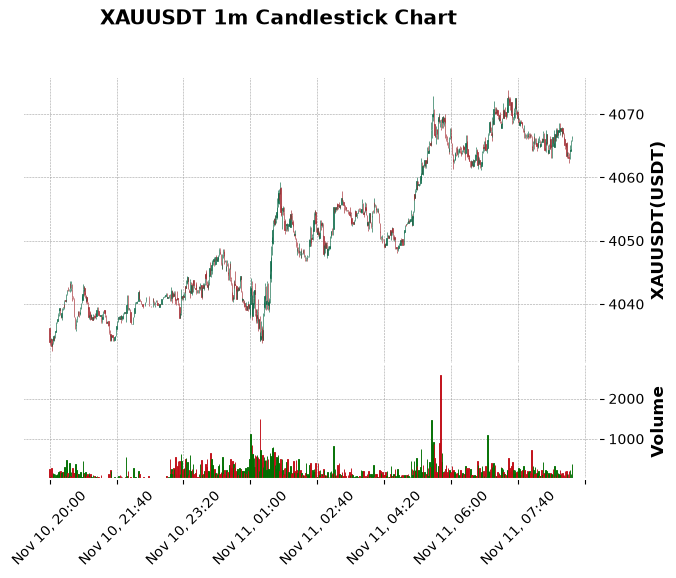 XAUUSDT 1m Candlestick Chart
4070
4060
4050
4040
XAUUSDT(USDT)
2000
1000
Volume
Nov 10, 20:00
Nov 10, 21:40
Nov 10, 23:20
Nov 11, 01:00
Nov 11, 02:40
Nov 11, 04:20
Nov 11, 06:00
Nov 11, 07:40